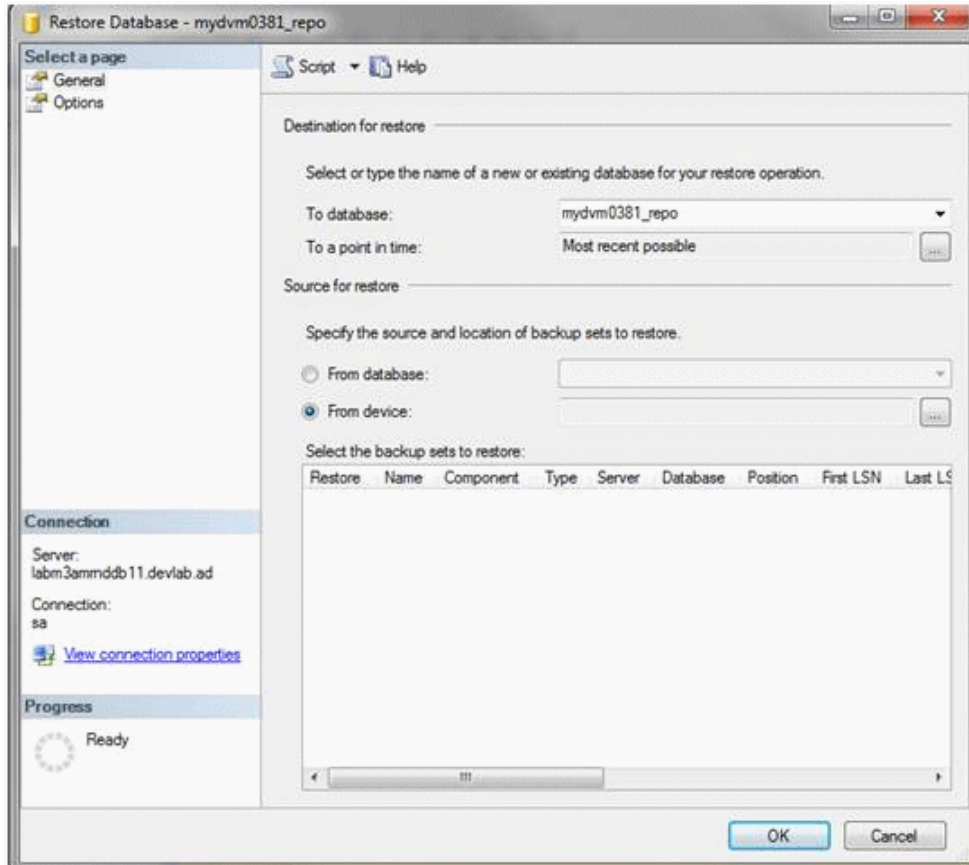 Restore Database - mydvm0381_repo
Select a page
General
Options
Script
Help
Destination for restore
Select or type the name of a new or existing database for your restore operation.
To database:
mydvm0381_repo
To a point in time:
Most recent possible
...
Source for restore
Specify the source and location of backup sets to restore.
From database:
From device:
...
Select the backup sets to restore:
Restore Name Component Type Server Database Position First LSN Last LS
Connection
Server:
labm3ammddb11.devlab.ad
Connection:
sa
View connection properties
Progress
Ready
OK
Cancel